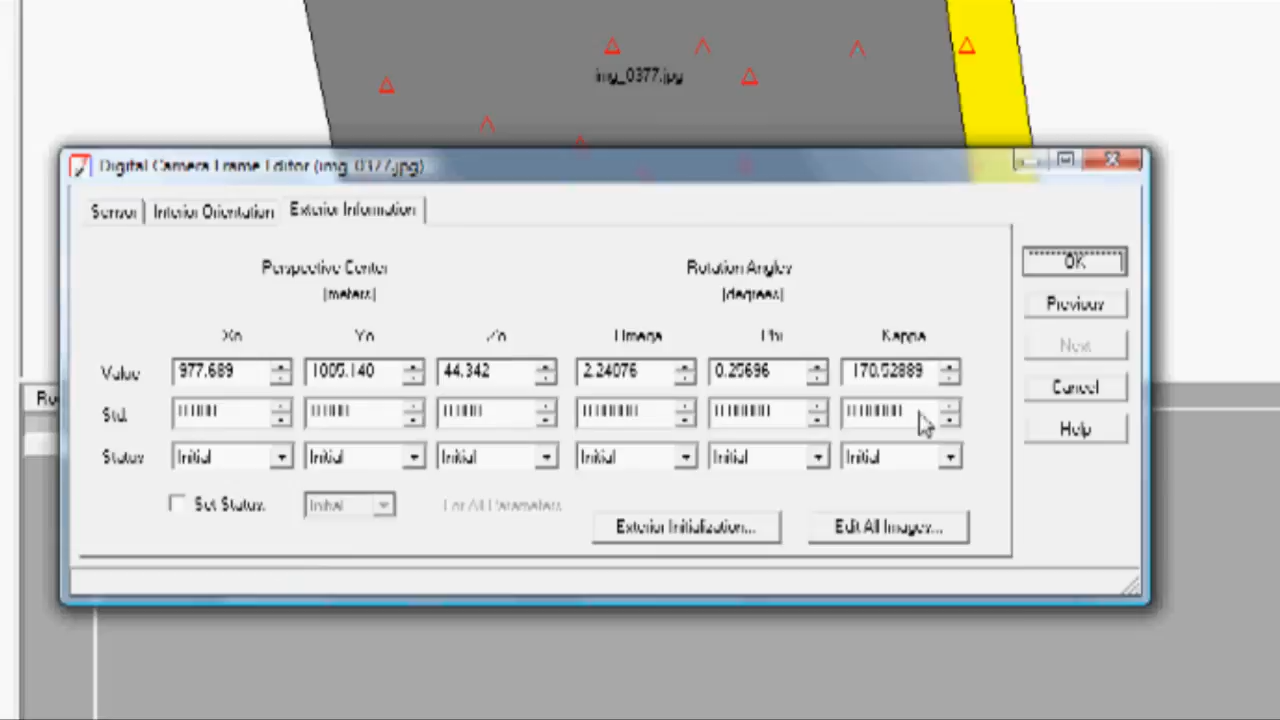 img_0377.jpg
Digital Camera Frame Editor (img_0377.jpg)
Sensor Interior Orientation Exterior Information
Perspective Center Rotation Angles
[meters] [degrees]
Xo Yo Zo Omega Phi Kappa
Value 977.689 1005.140 44.342 2.24076 0.25696 170.52889
Std.
Status Initial Initial Initial Initial Initial Initial
Set Status: Initial For All Parameters
Exterior Initialization... Edit All Images...
OK
Previous
Next
Cancel
Help